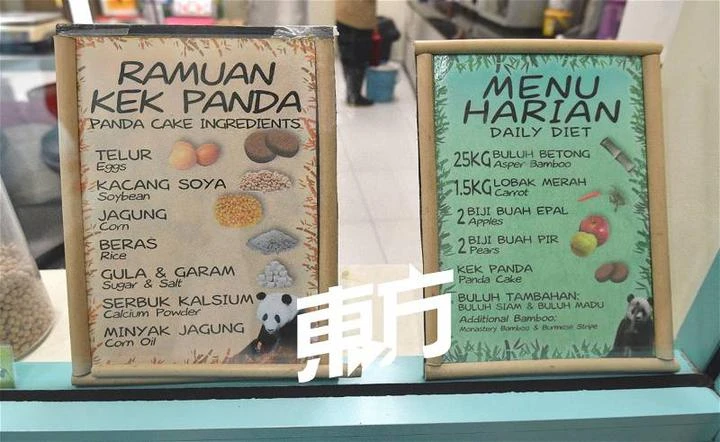 RAMUAN
KEK PANDA
PANDA CAKE INGREDIENTS
TELUR
Eggs
KACANG SOYA
Soybean
JAGUNG
Corn
BERAS
Rice
GULA & GARAM
Sugar & Salt
SERBUK KALSIUM
Calcium Powder
MINYAK JAGUNG
Corn Oil
MENU
HARIAN
DAILY DIET
25KG BULUH BETONG
Asper Bamboo
1.5KG LOBAK MERAH
Carrot
2 BIJI BUAH EPAL
Apples
2 BIJI BUAH PIR
Pears
KEK PANDA
Panda Cake
BULUH TAMBAHAN:
BULUH SIAM & BULUH MADU
Additional Bamboo:
Monastery Bamboo & Burmese Stripe
東方